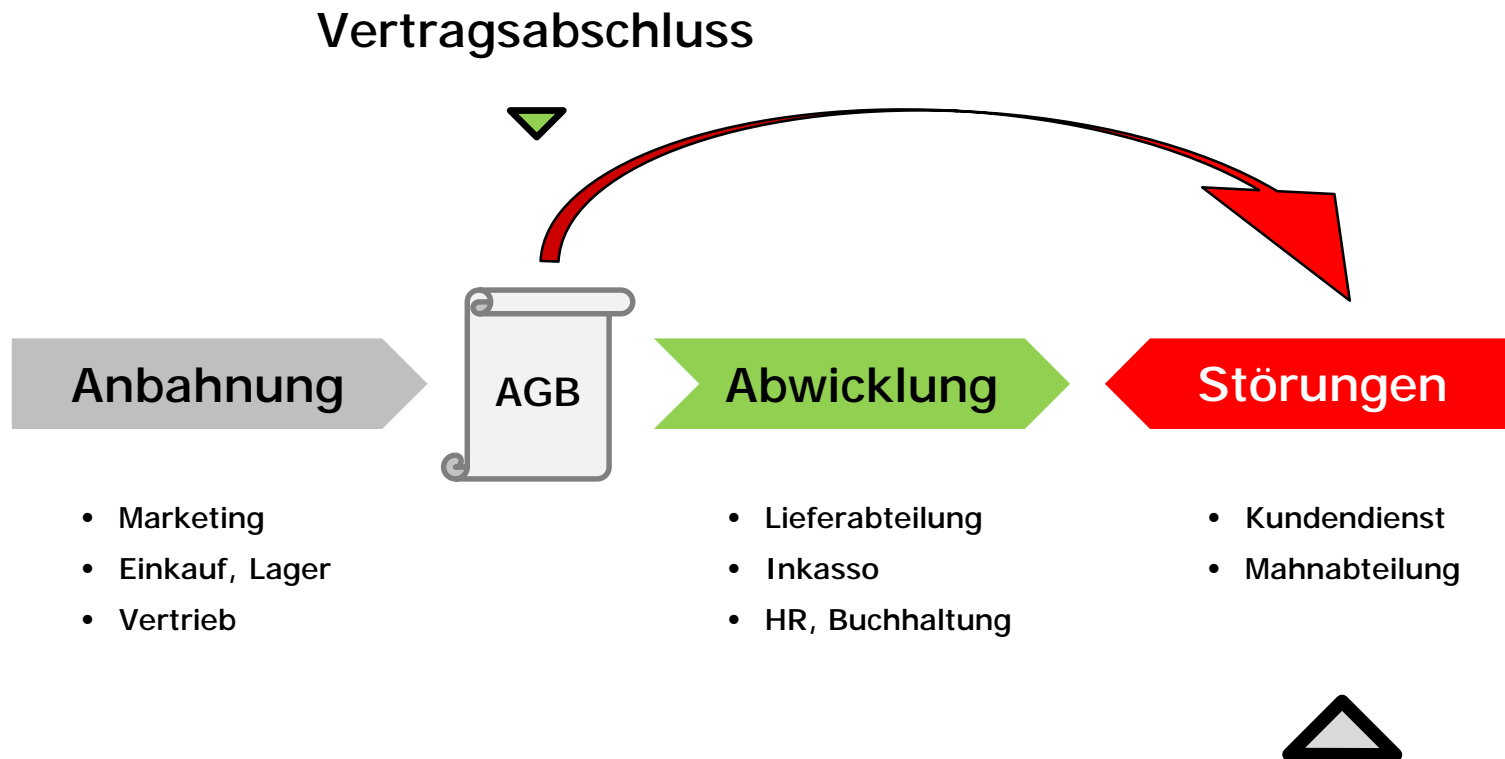 Vertragsabschluss
Anbahnung
AGB
Abwicklung
Störungen
• Marketing
• Einkauf, Lager
• Vertrieb
• Lieferabteilung
• Inkasso
• HR, Buchhaltung
• Kundendienst
• Mahnabteilung